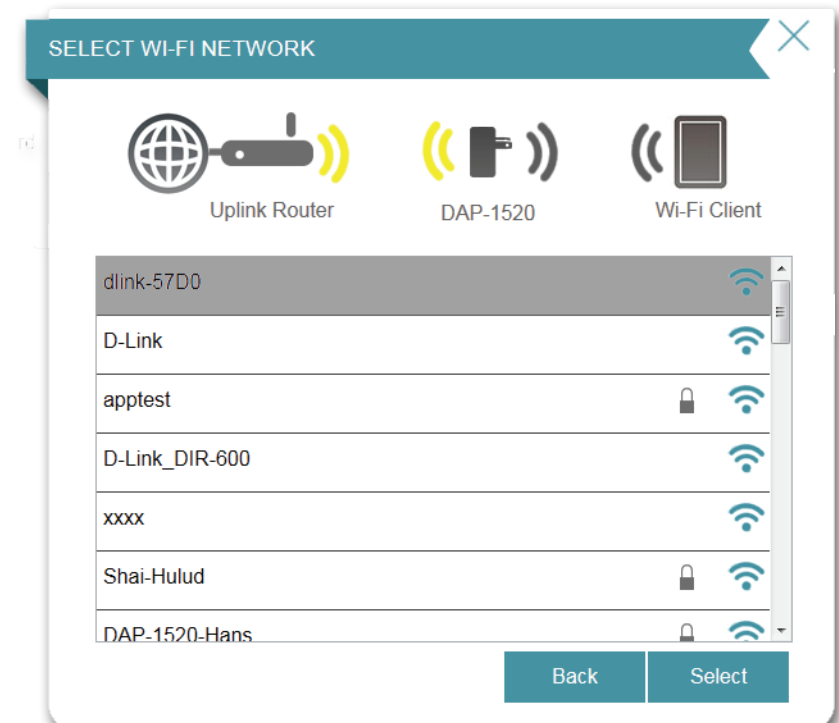 SELECT WI-FI NETWORK
Uplink Router
DAP-1520
Wi-Fi Client
dlink-57D0
D-Link
apptest
D-Link_DIR-600
xxxx
Shai-Hulud
DAP-1520-Hans
Back
Select